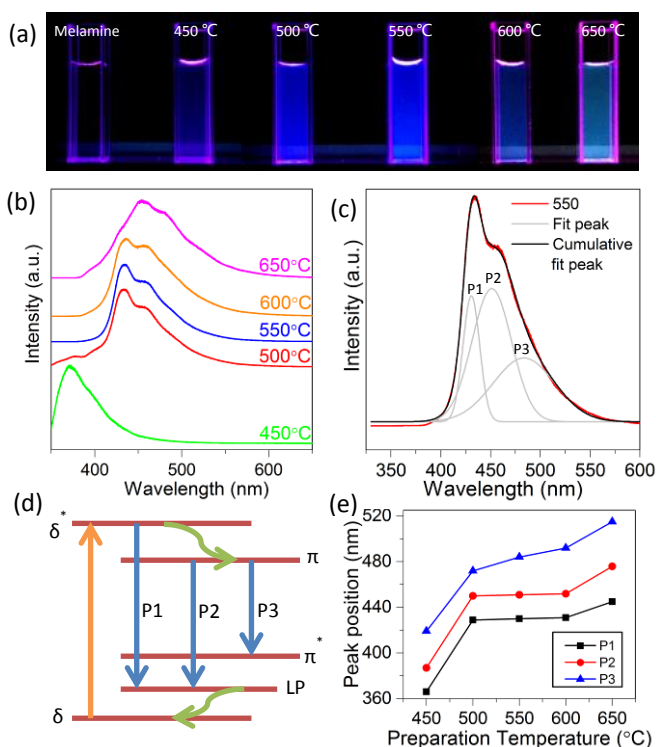 (a)
Melamine 450 ℃ 500 ℃ 550 ℃ 600 ℃ 650 ℃
(b)
650°C
600°C
550°C
500°C
450°C
Intensity (a.u.)
400 500 600
Wavelength (nm)
(c)
550
Fit peak
Cumulative
fit peak
P1
P2
P3
Intensity (a.u.)
350 400 450 500 550 600
Wavelength (nm)
(d)
δ*
π
P1 P2 P3
π*
LP
δ
(e)
520
480
440
400
360
Peak position (nm)
P1
P2
P3
450 500 550 600 650
Preparation Temperature (°C)